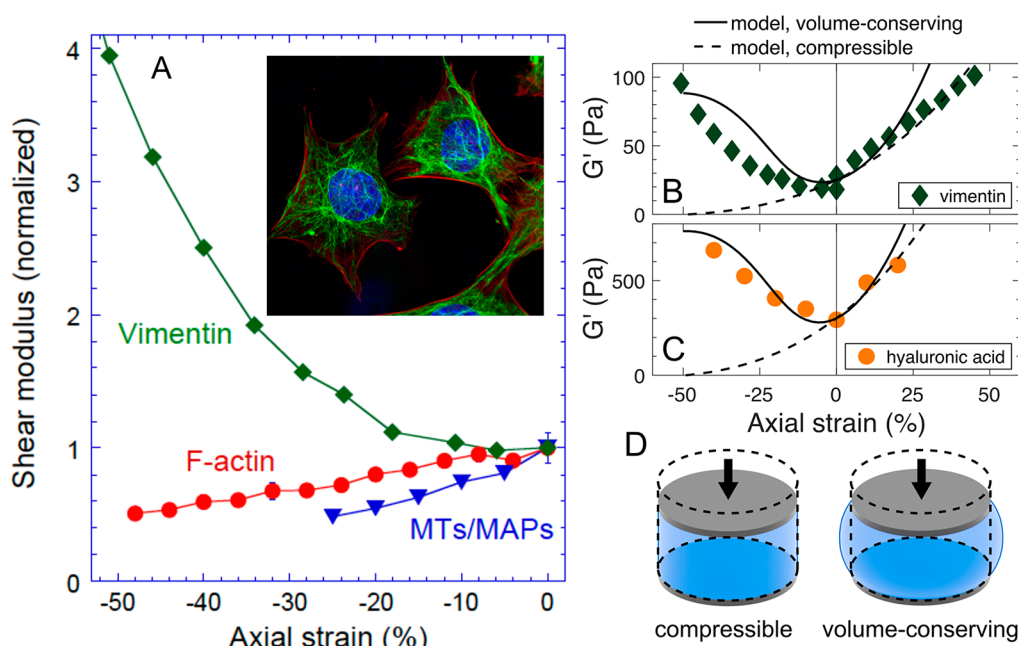 A
Shear modulus (normalized)
4
3
2
1
0
Vimentin
F-actin
MTs/MAPs
-50
-40
-30
-20
-10
0
Axial strain (%)
model, volume-conserving
model, compressible
G' (Pa)
100
50
0
B
vimentin
G' (Pa)
500
0
C
hyaluronic acid
-50
-25
0
25
50
Axial strain (%)
D
compressible
volume-conserving